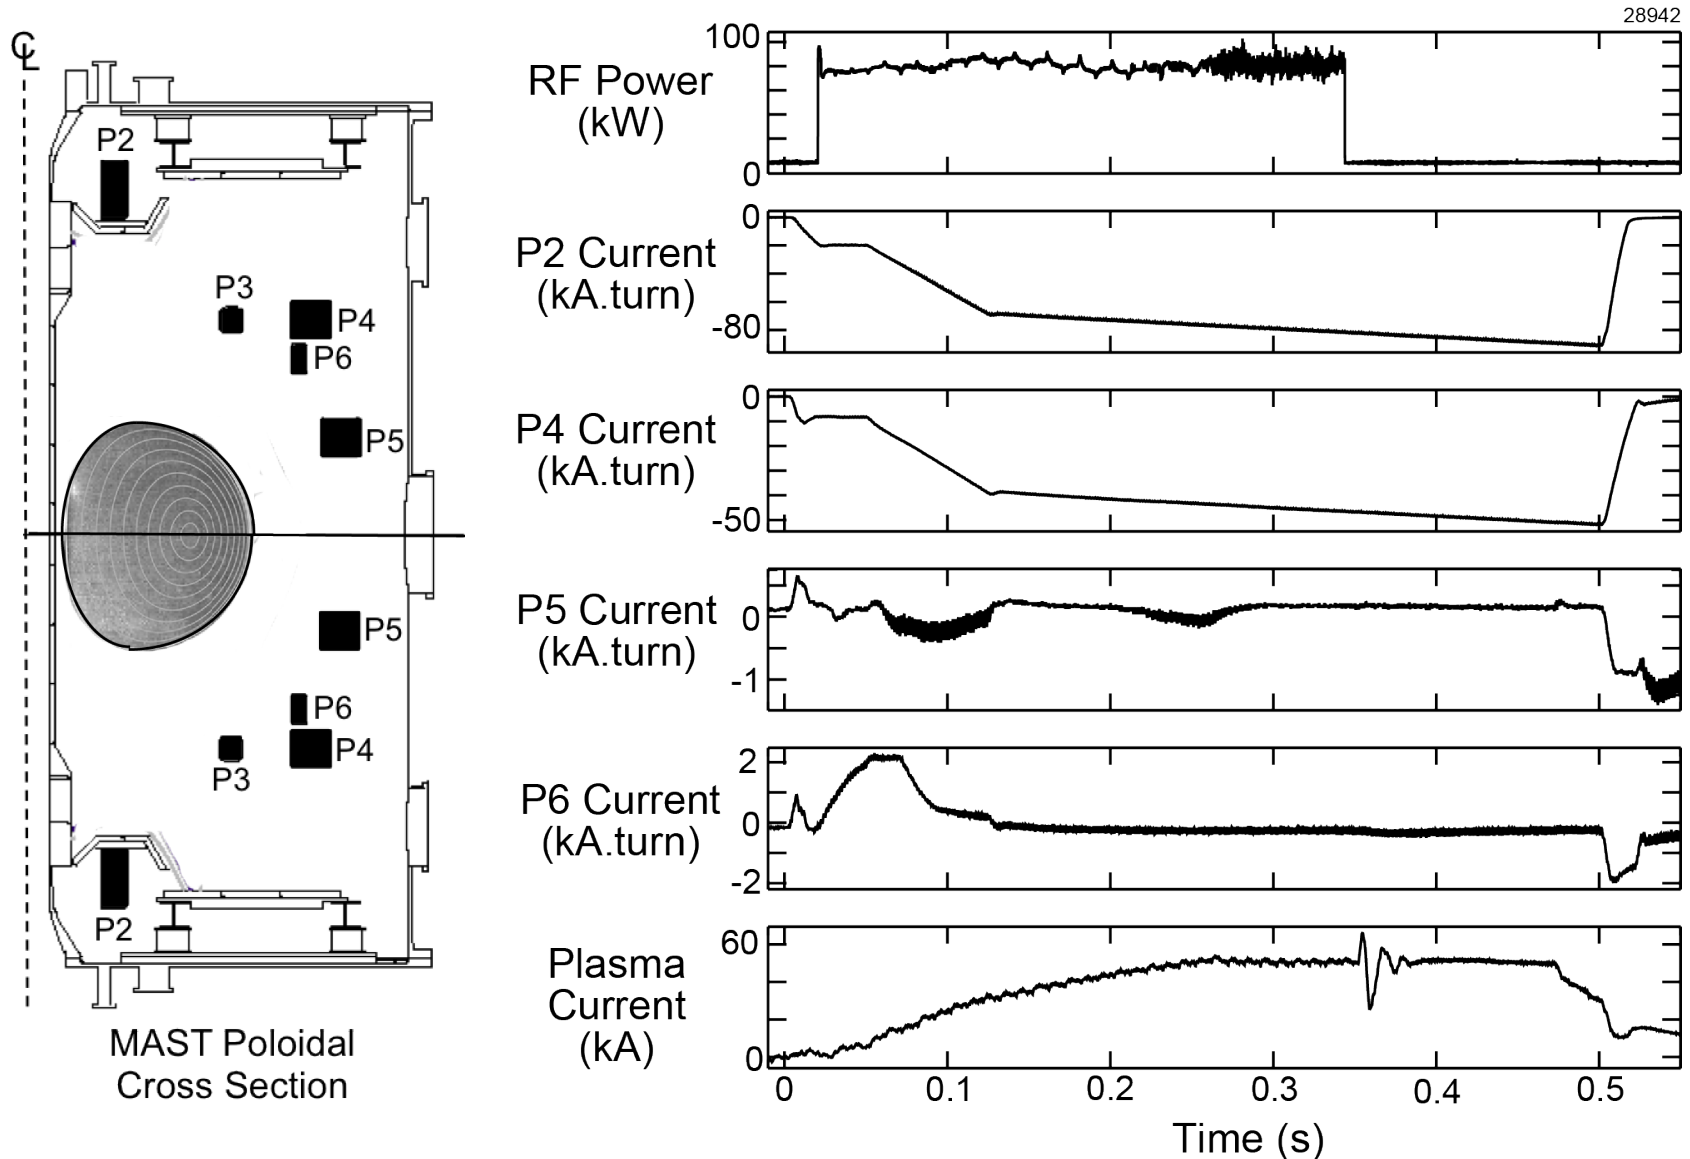 28942
℄
P2
P3
P4
P6
P5
P5
P6
P4
P3
P2
MAST Poloidal
Cross Section
RF Power
(kW)
100
0
P2 Current
(kA.turn)
0
-80
P4 Current
(kA.turn)
0
-50
P5 Current
(kA.turn)
0
-1
P6 Current
(kA.turn)
2
0
-2
Plasma
Current
(kA)
60
0
0 0.1 0.2 0.3 0.4 0.5
Time (s)